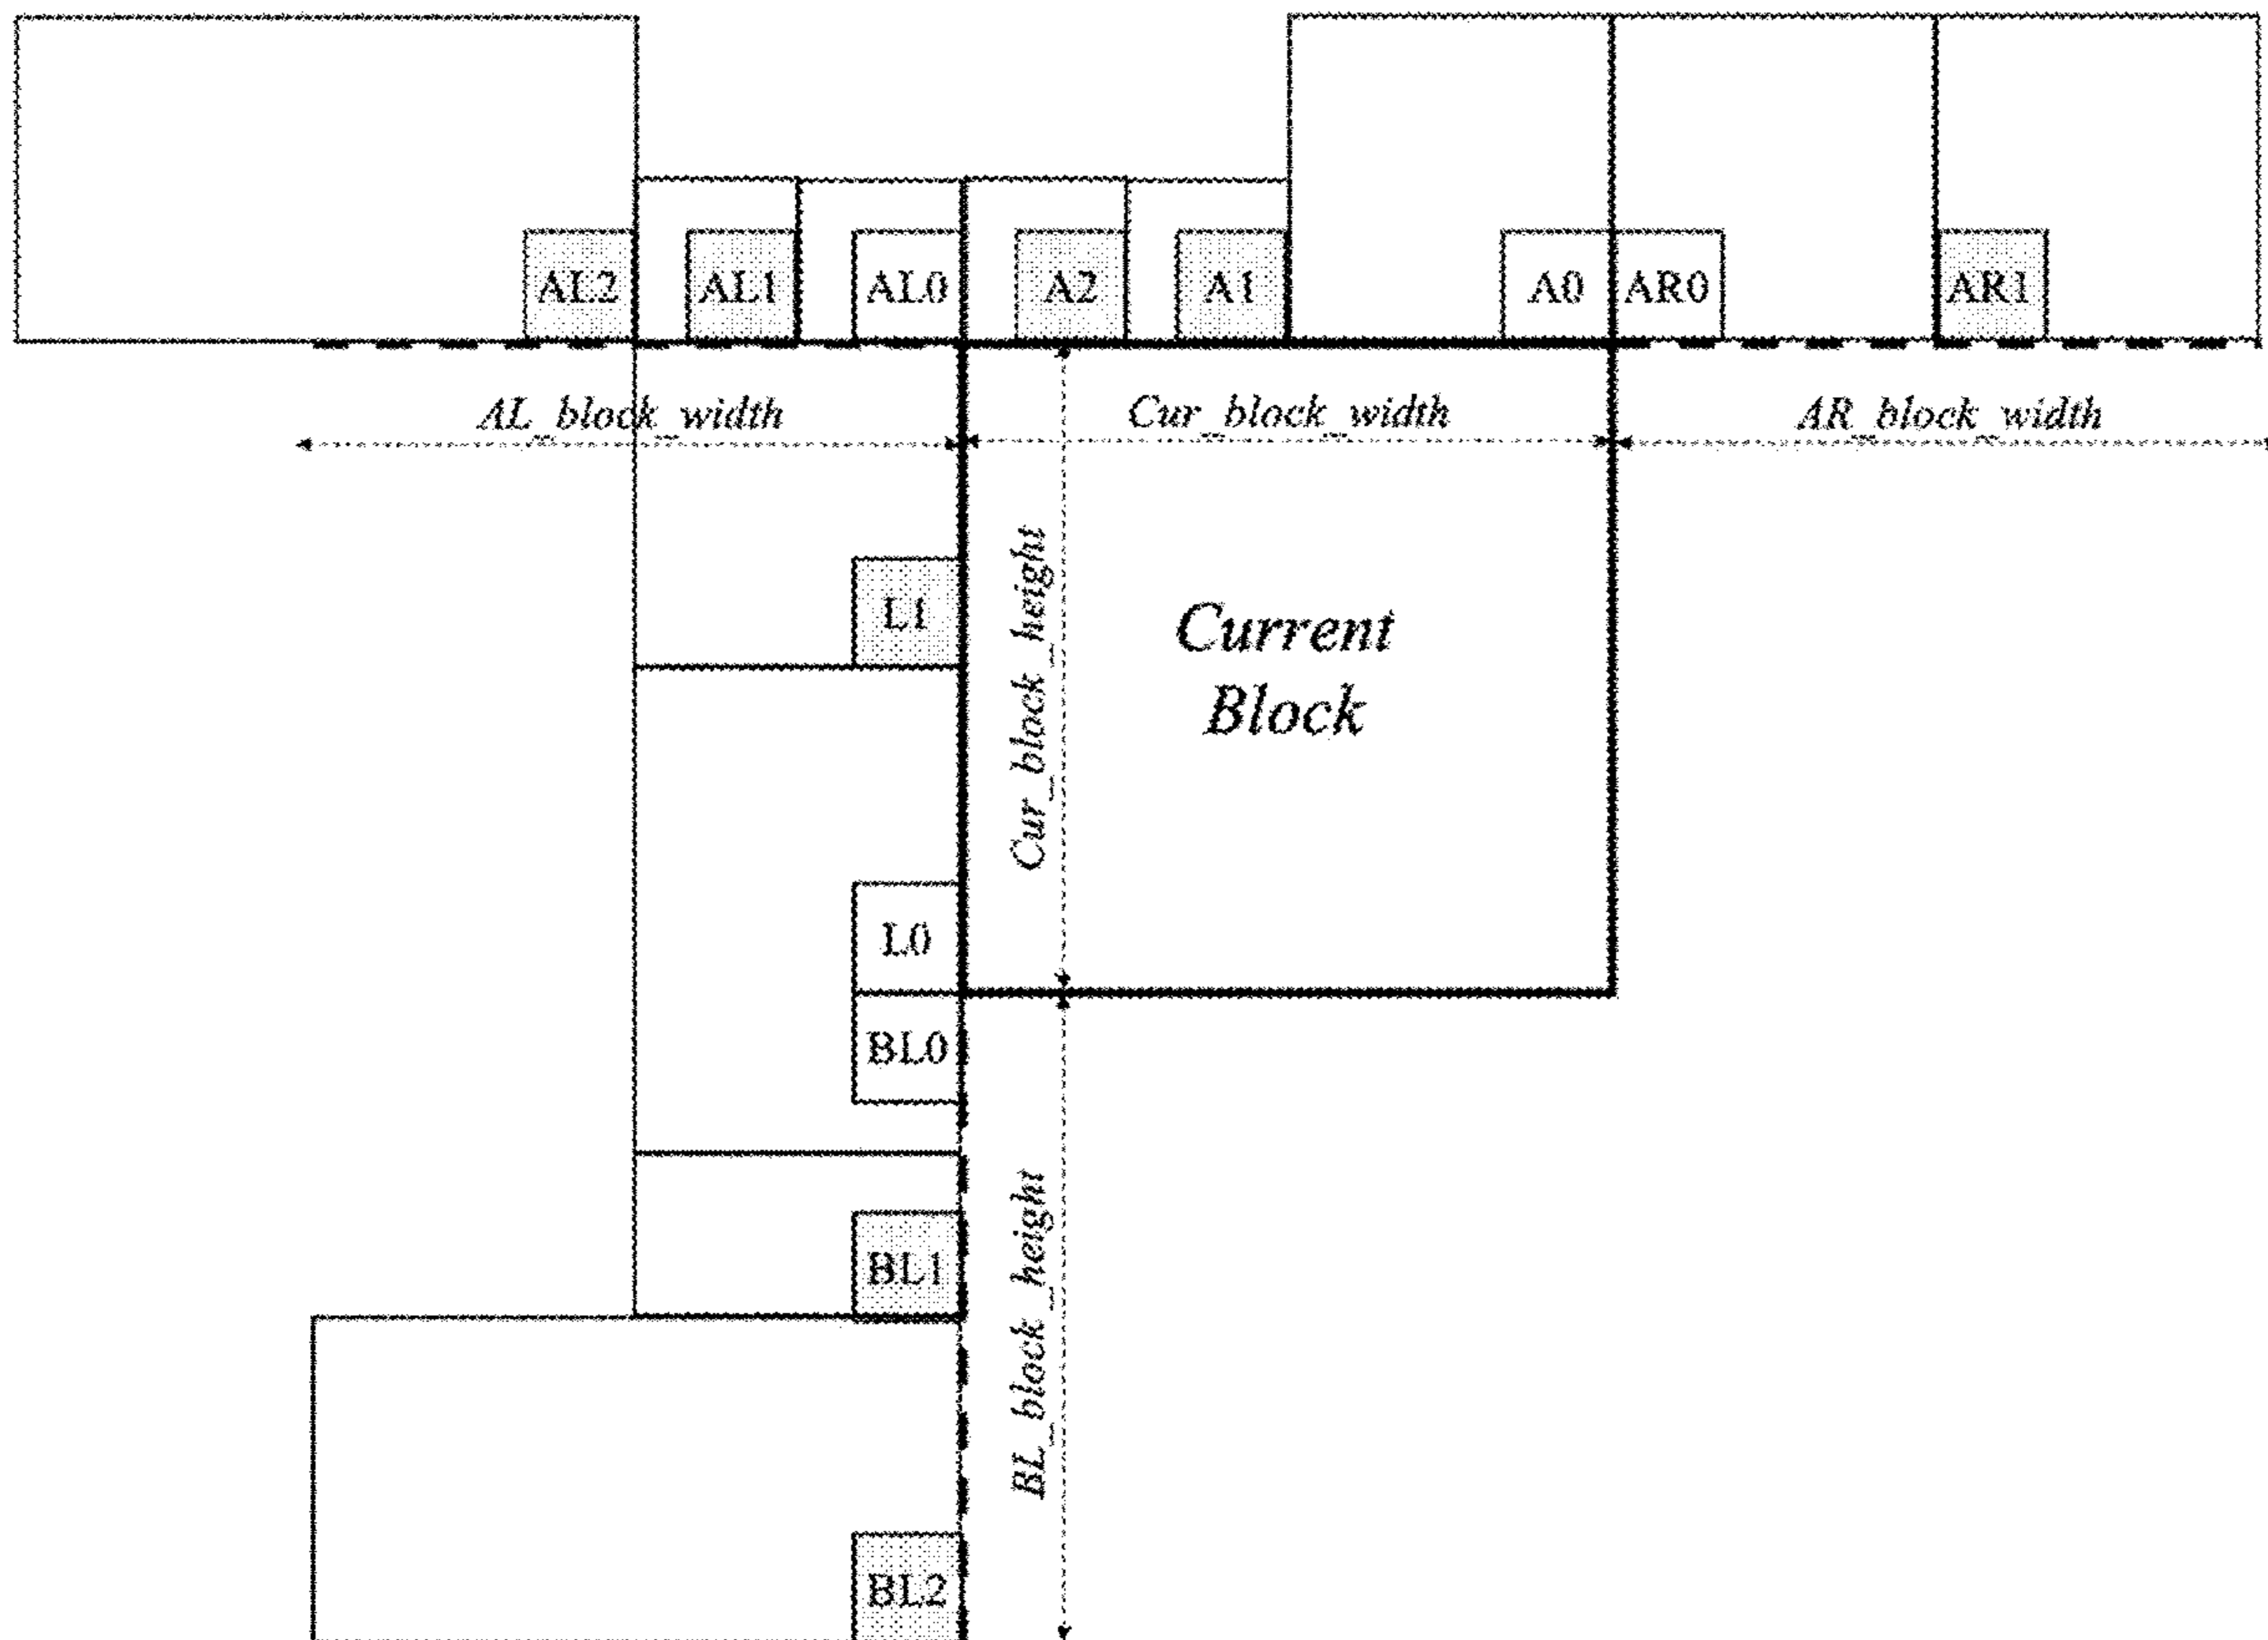 AL2
AL1
AL0
A2
A1
A0
AR0
AR1
AL_block_width
Cur_block_width
AR_block_width
L1
Cur_block_height
Current
Block
L0
BL0
BL1
BL_block_height
BL2